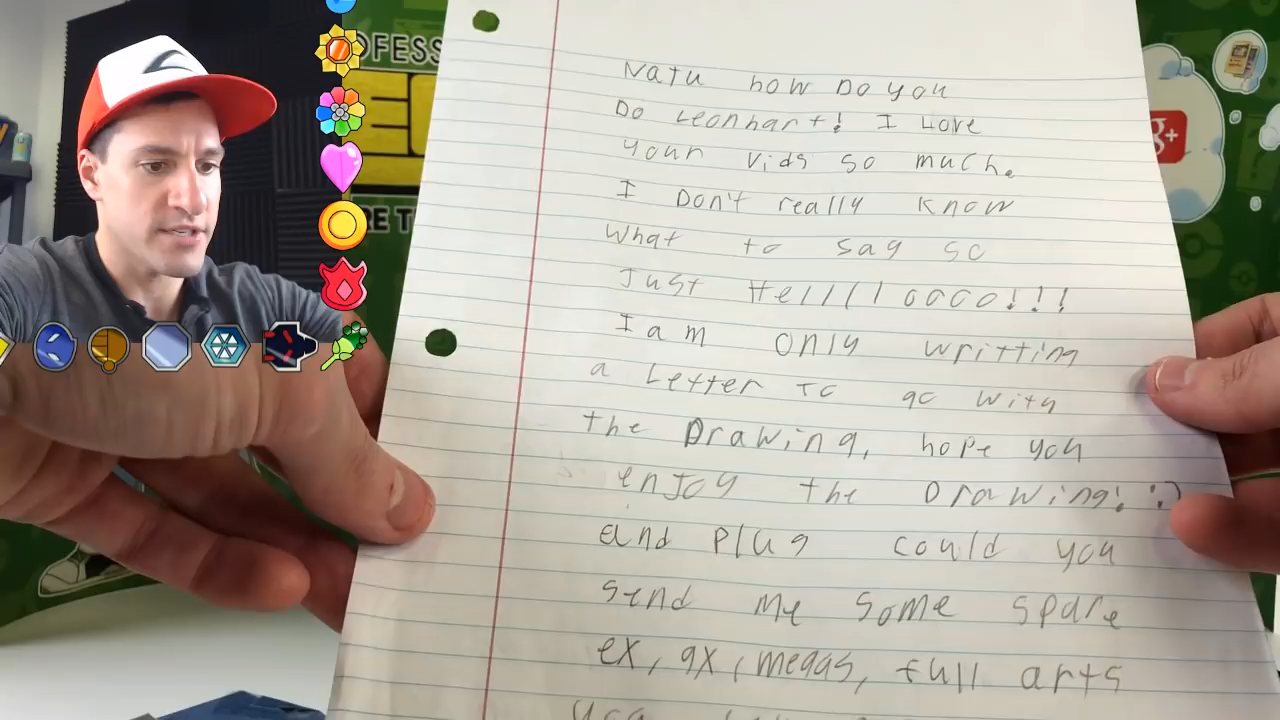 Natu how Do you
Do Leonhart! I Love
your vids so much.
I Don't really know
What to say so
Just Hellllloooo!!!
I am only writting
a Letter To go with
the Drawing, hope you
enjoy the Drawing! :)
and plus could you
send me some spare
ex, gx, megas, full arts
OFESS
g+